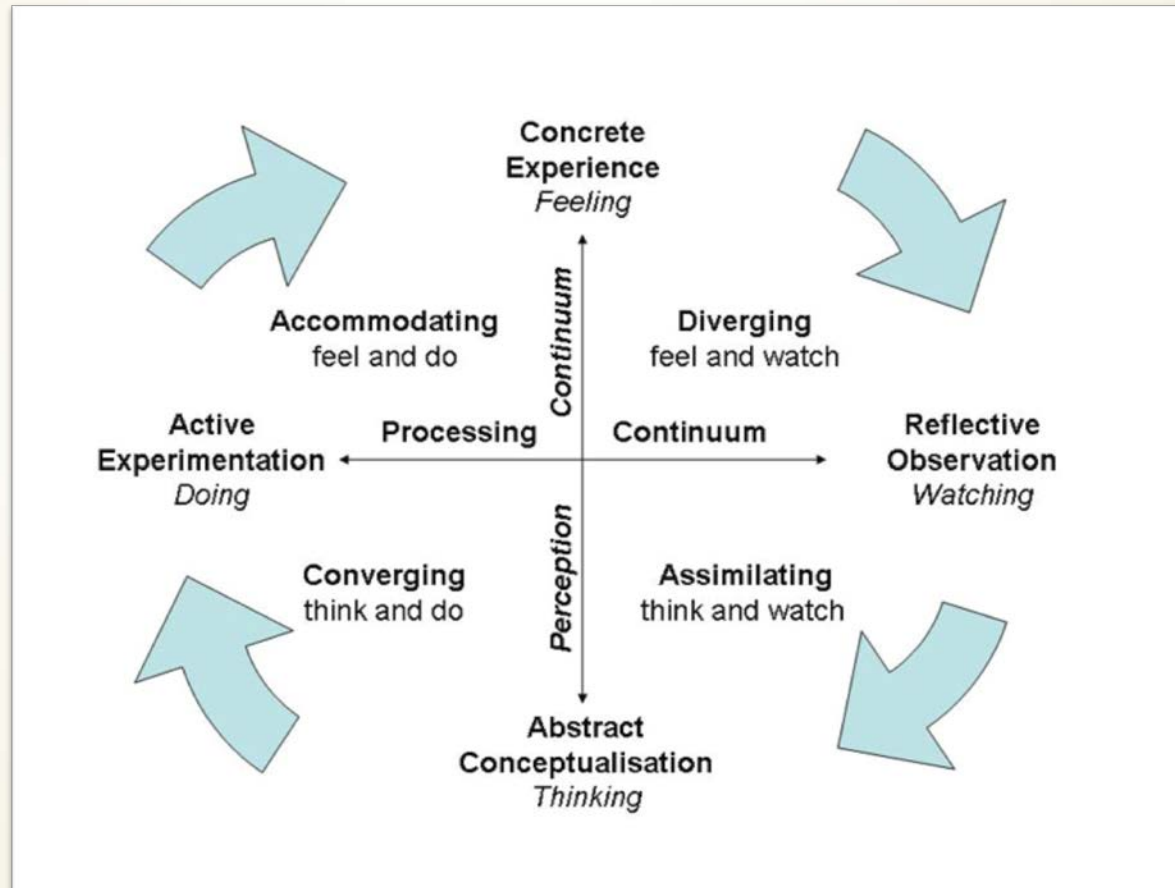 Concrete
Experience
Feeling
Continuum
Accommodating
feel and do
Diverging
feel and watch
Active
Experimentation
Doing
Processing
Continuum
Reflective
Observation
Watching
Perception
Converging
think and do
Assimilating
think and watch
Abstract
Conceptualisation
Thinking